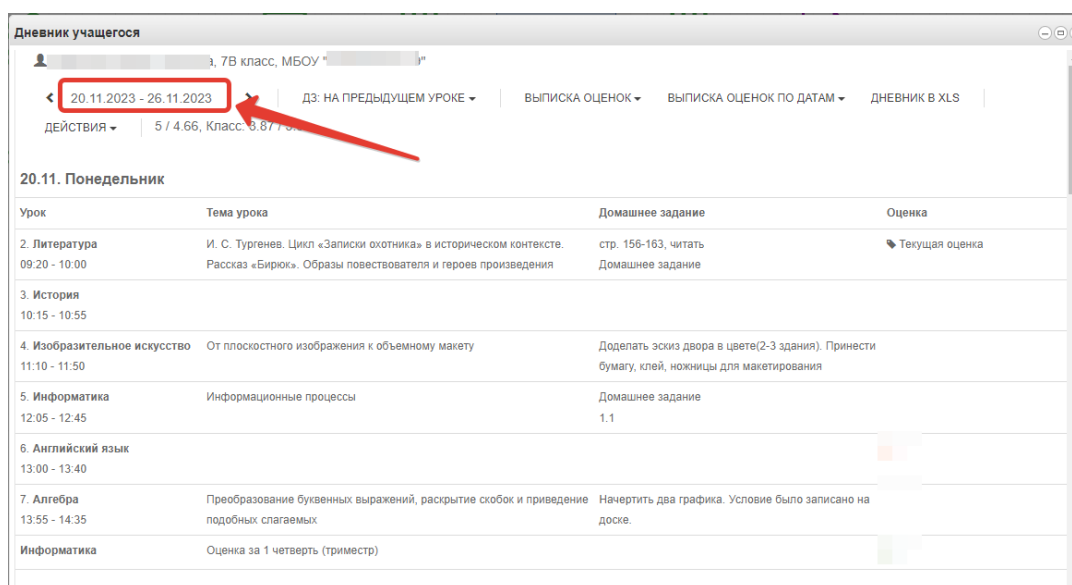 Дневник учащегося
7В класс, МБОУ "
20.11.2023 - 26.11.2023 ДЗ: НА ПРЕДЫДУЩЕМ УРОКЕ ВЫПИСКА ОЦЕНОК ВЫПИСКА ОЦЕНОК ПО ДАТАМ ДНЕВНИК В XLS
ДЕЙСТВИЯ 5 / 4.66, Класс: 3.87 /
20.11. Понедельник
Урок Тема урока Домашнее задание Оценка
2. Литература И. С. Тургенев. Цикл «Записки охотника» в историческом контексте. стр. 156-163, читать Текущая оценка
09:20 - 10:00 Рассказ «Бирюк». Образы повествователя и героев произведения Домашнее задание
3. История
10:15 - 10:55
4. Изобразительное искусство От плоскостного изображения к объемному макету Доделать эскиз двора в цвете(2-3 здания). Принести
11:10 - 11:50 бумагу, клей, ножницы для макетирования
5. Информатика Информационные процессы Домашнее задание
12:05 - 12:45 1.1
6. Английский язык
13:00 - 13:40
7. Алгебра Преобразование буквенных выражений, раскрытие скобок и приведение Начертить два графика. Условие было записано на
13:55 - 14:35 подобных слагаемых доске.
Информатика Оценка за 1 четверть (триместр)